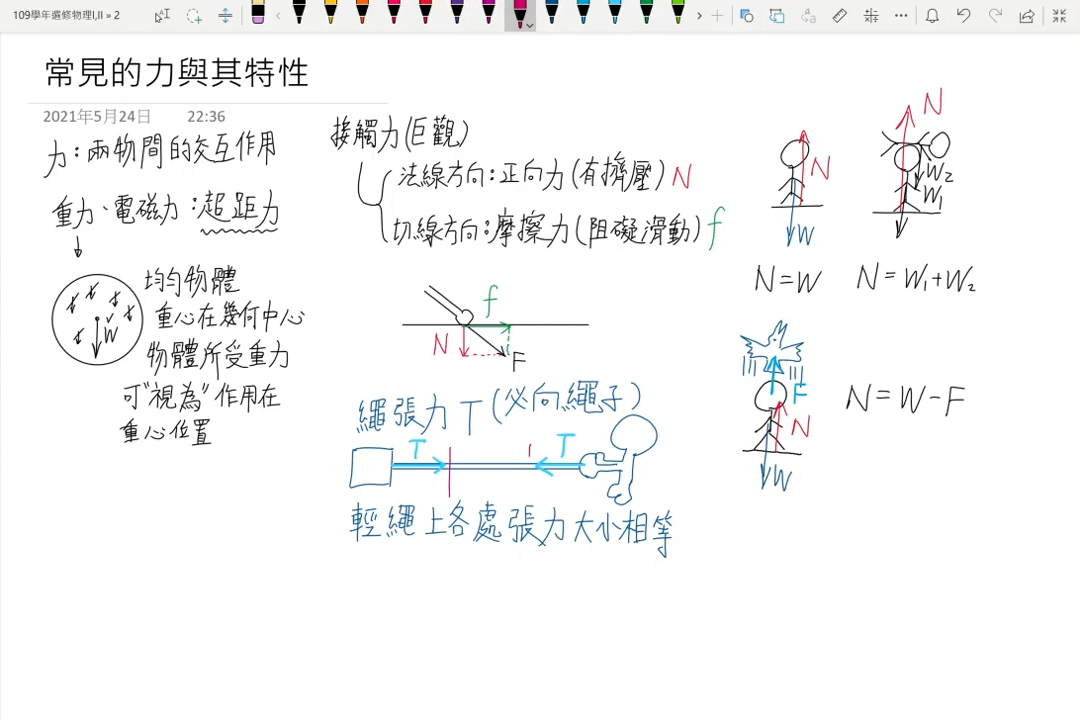 109學年選修物理I,II » 2
常見的力與其特性
2021年5月24日 22:36
力:兩物間的交互作用
重力、電磁力:超距力
W
均勻物體
重心在幾何中心
物體所受重力
可"視為"作用在
重心位置
接觸力(巨觀)
法線方向:正向力(有擠壓) N
切線方向:摩擦力(阻礙滑動) f
f
N
F
繩張力 T (必向繩子)
T
T
輕繩上各處張力大小相等
N
W
N=W
N
W2
W1
N=W1+W2
F
N
W
N=W-F